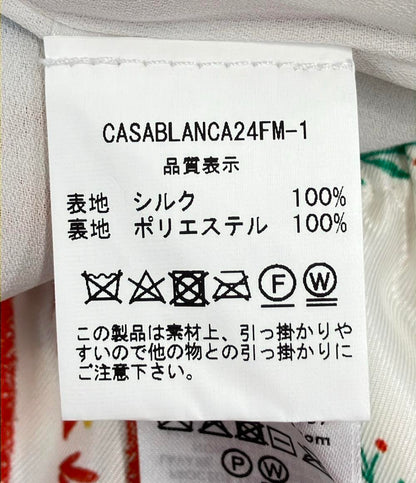 CASABLANCA24FM-1
品質表示
表地 シルク 100%
裏地 ポリエステル 100%
F W
この製品は素材上、引っ掛かりや
すいので他の物との引っ掛かりに
ご注意下さい。
P W